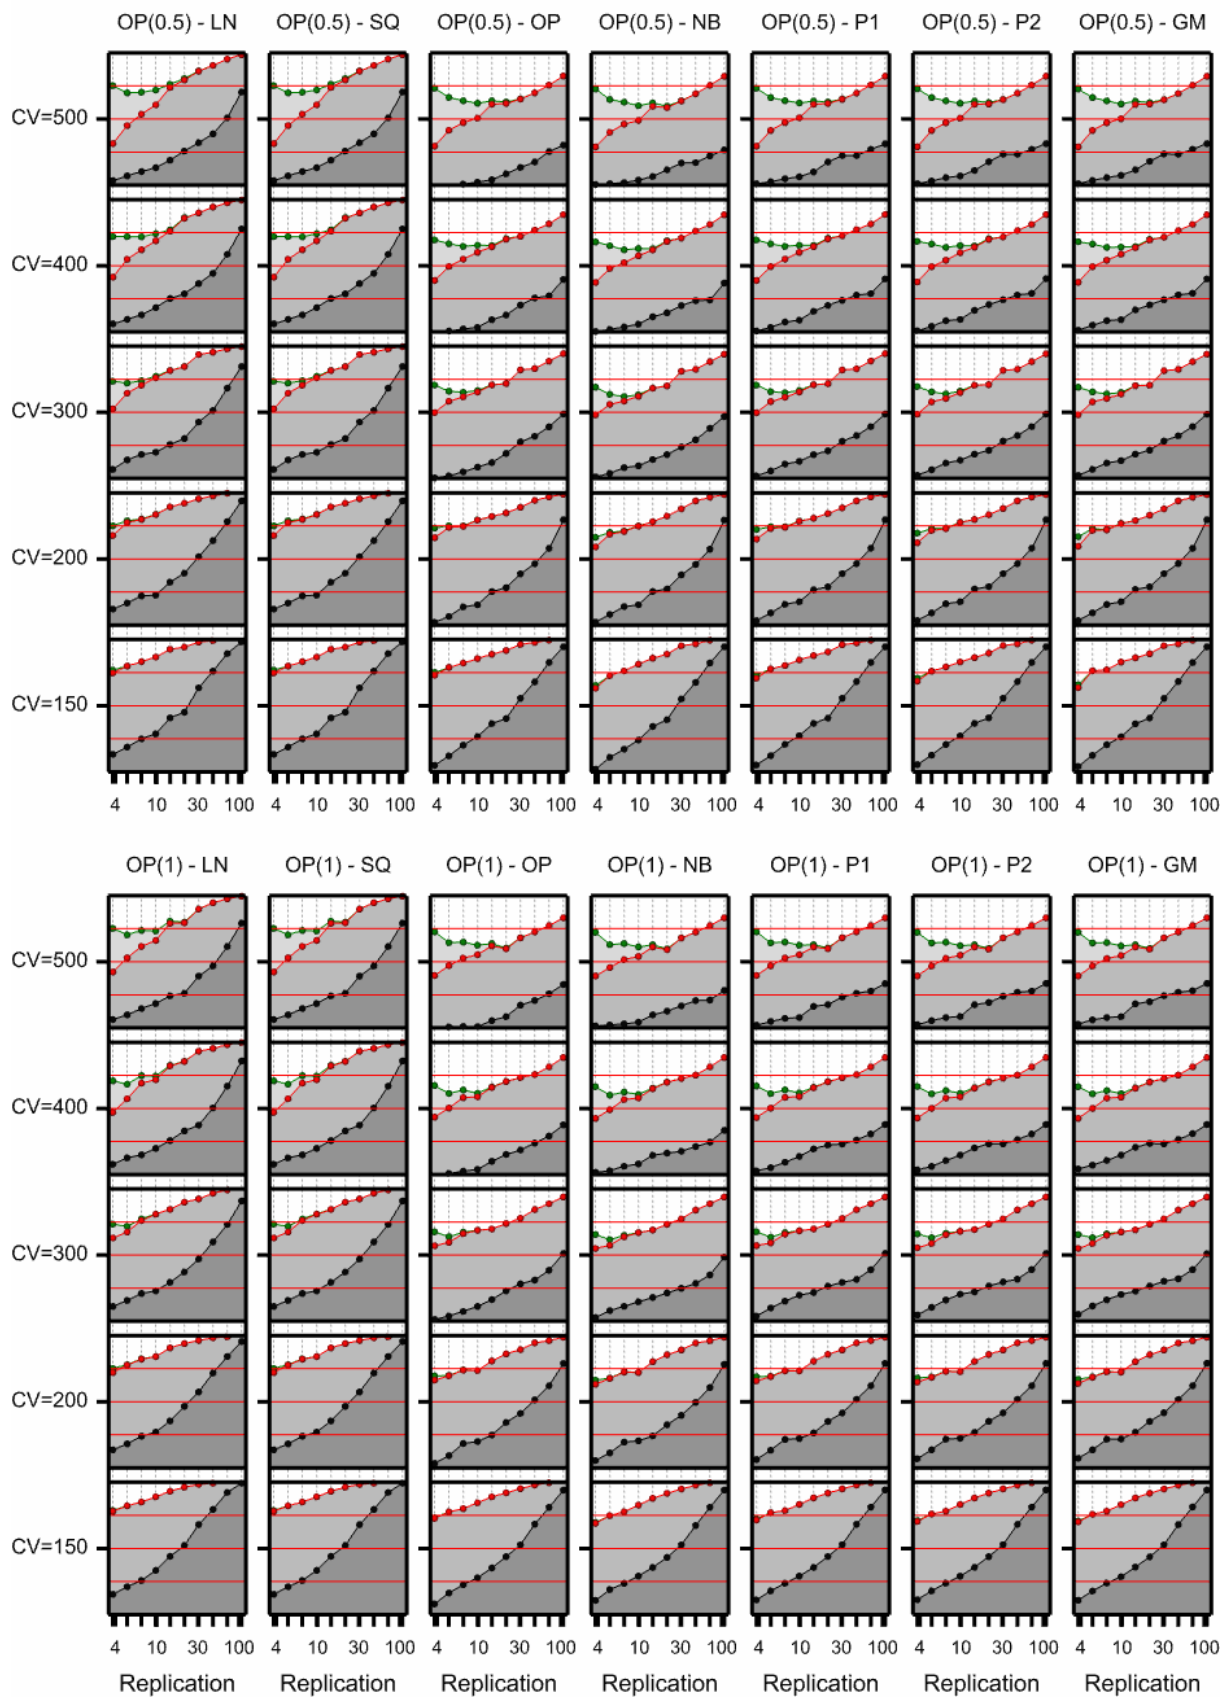 OP(0.5) - LN OP(0.5) - SQ OP(0.5) - OP OP(0.5) - NB OP(0.5) - P1 OP(0.5) - P2 OP(0.5) - GM
CV=500
CV=400
CV=300
CV=200
CV=150
4 10 30 100 4 10 30 100 4 10 30 100 4 10 30 100 4 10 30 100 4 10 30 100 4 10 30 100
OP(1) - LN OP(1) - SQ OP(1) - OP OP(1) - NB OP(1) - P1 OP(1) - P2 OP(1) - GM
CV=500
CV=400
CV=300
CV=200
CV=150
4 10 30 100 4 10 30 100 4 10 30 100 4 10 30 100 4 10 30 100 4 10 30 100 4 10 30 100
Replication Replication Replication Replication Replication Replication Replication